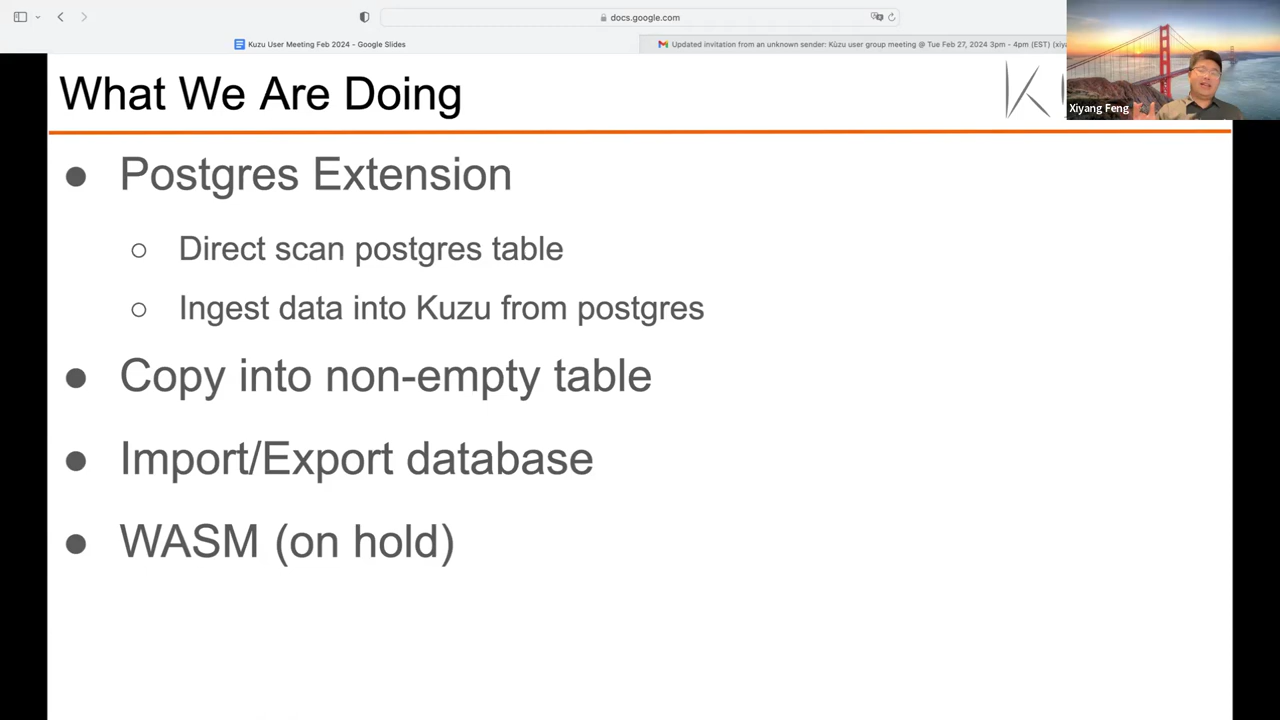 docs.google.com
Kuzu User Meeting Feb 2024 - Google Slides
Updated invitation from an unknown sender: Kùzu user group meeting @ Tue Feb 27, 2024 3pm - 4pm (EST) (xiy
What We Are Doing
K
Xiyang Feng
● Postgres Extension
○ Direct scan postgres table
○ Ingest data into Kuzu from postgres
● Copy into non-empty table
● Import/Export database
● WASM (on hold)